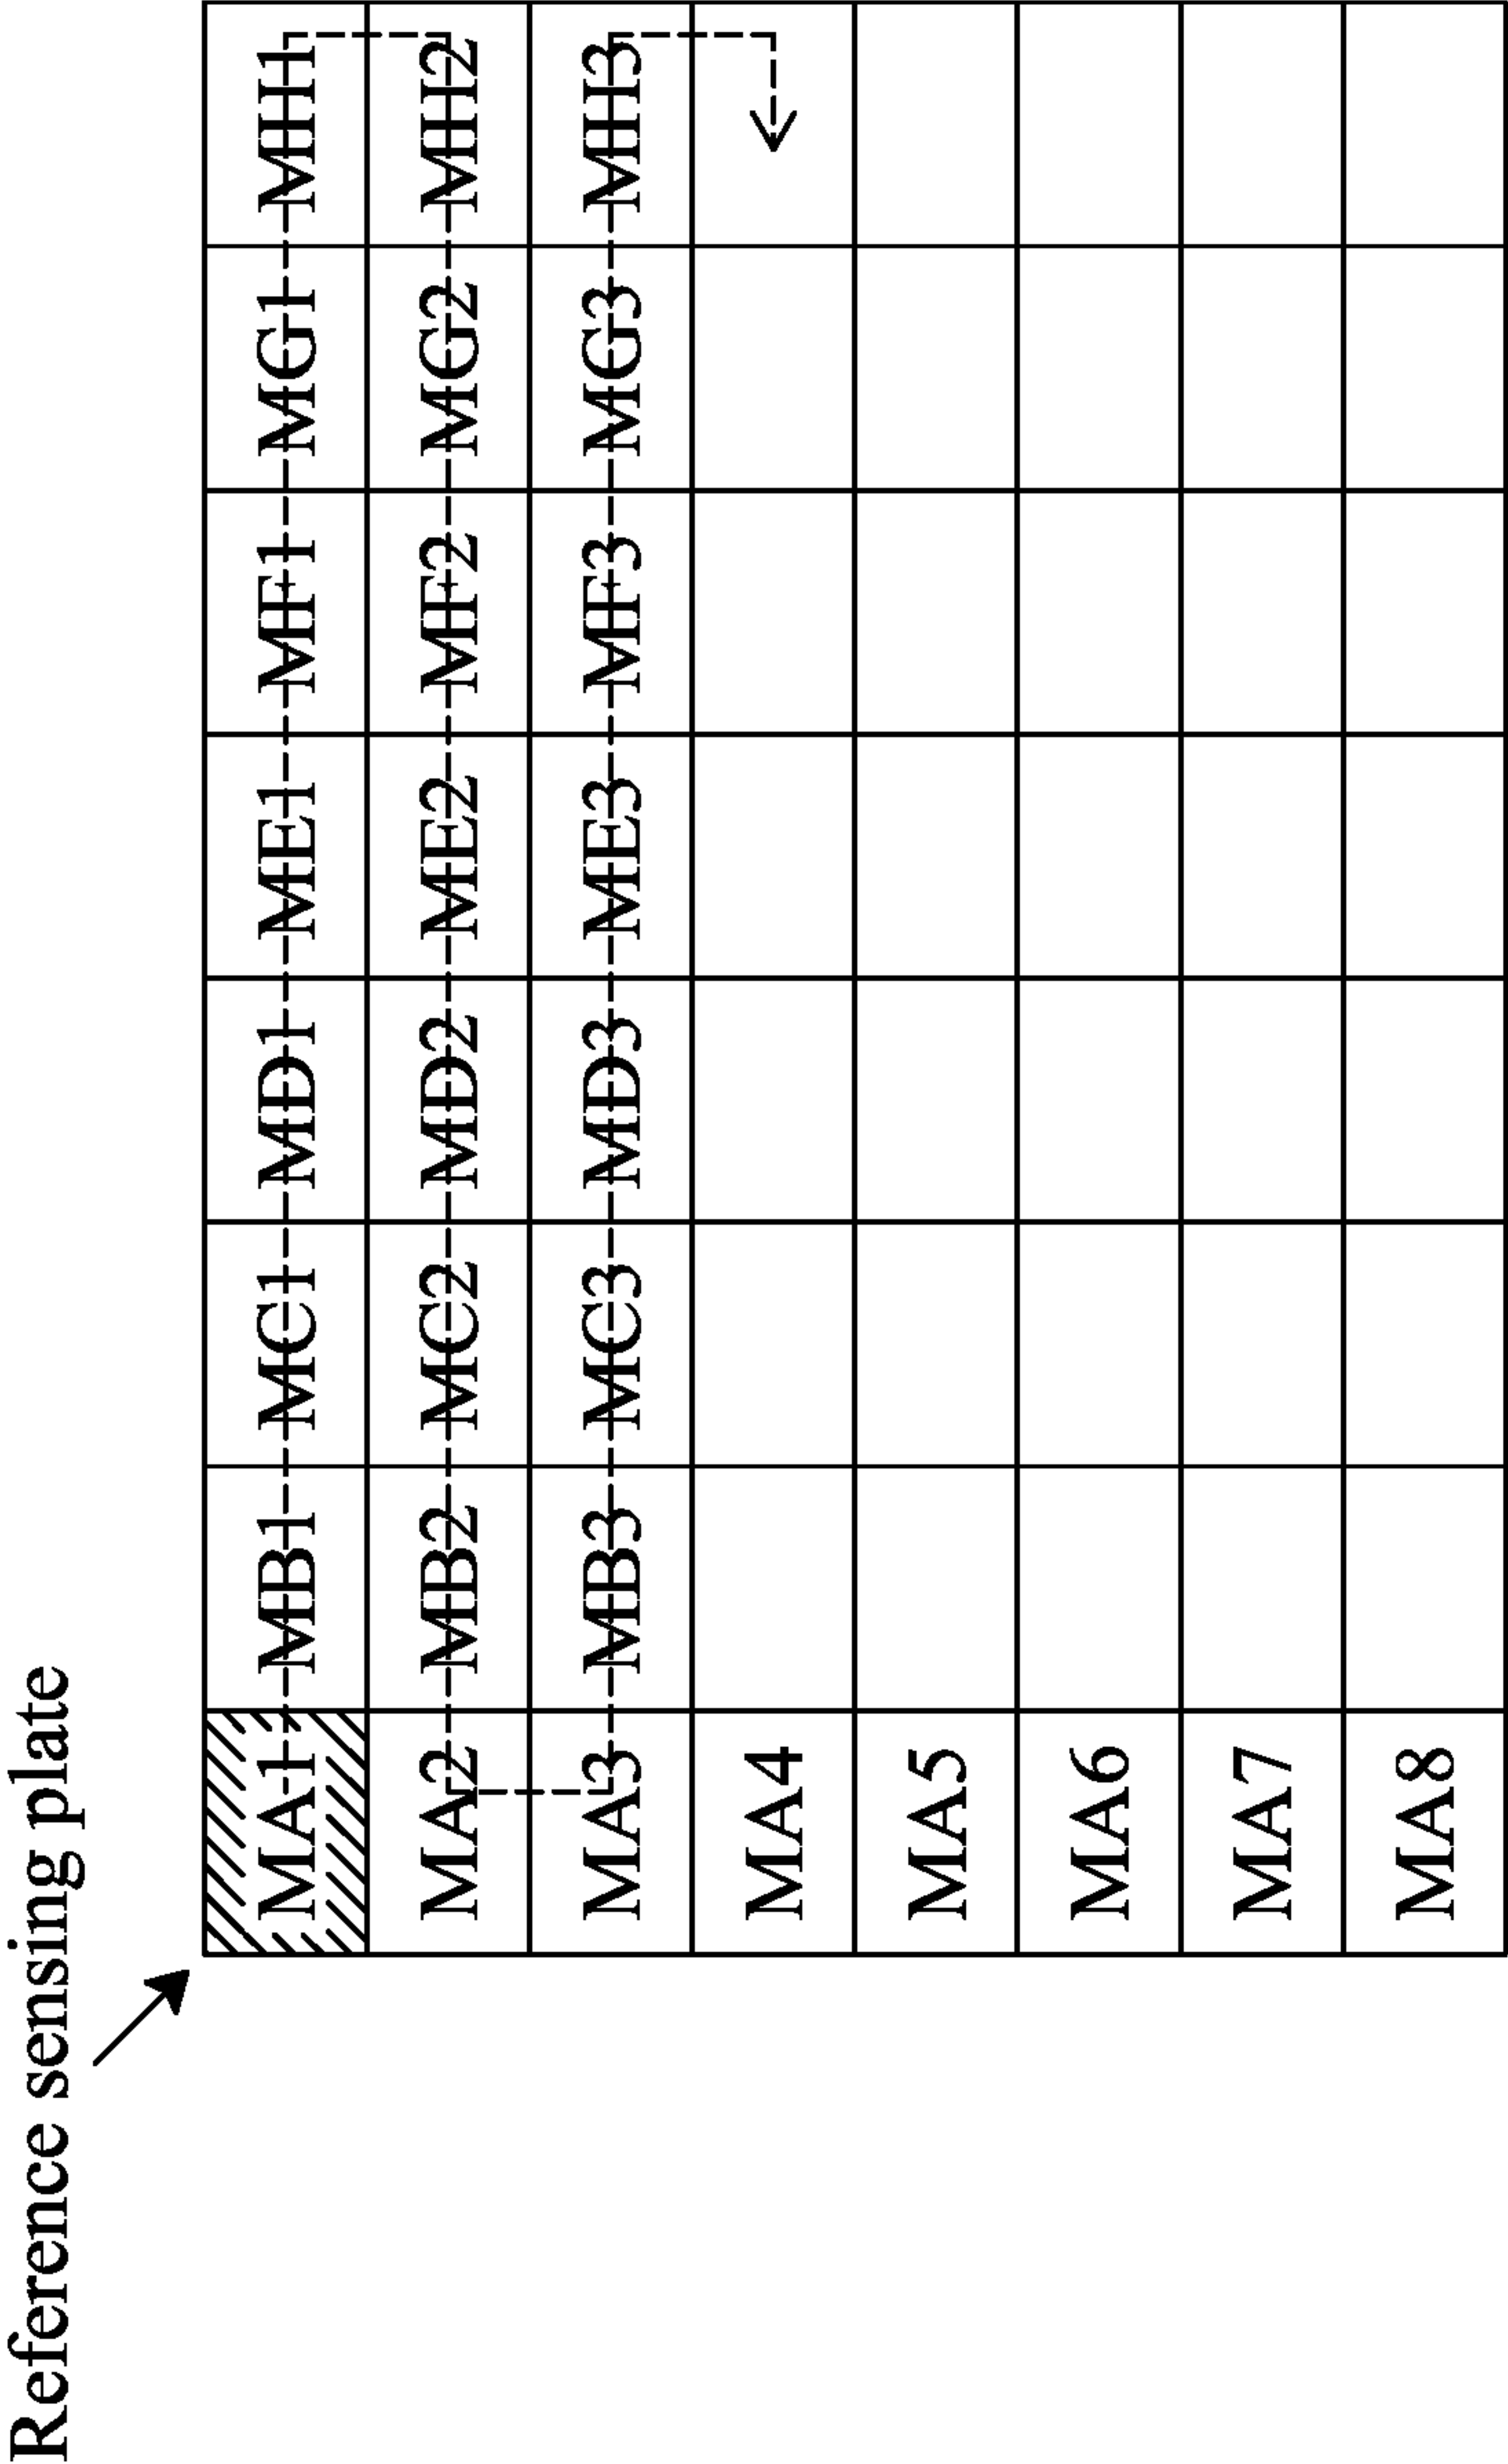 Reference sensing plate
MA1 MB1 MC1 MD1 ME1 MF1 MG1 MH1
MA2 MB2 MC2 MD2 ME2 MF2 MG2 MH2
MA3 MB3 MC3 MD3 ME3 MF3 MG3 MH3
MA4
MA5
MA6
MA7
MA8